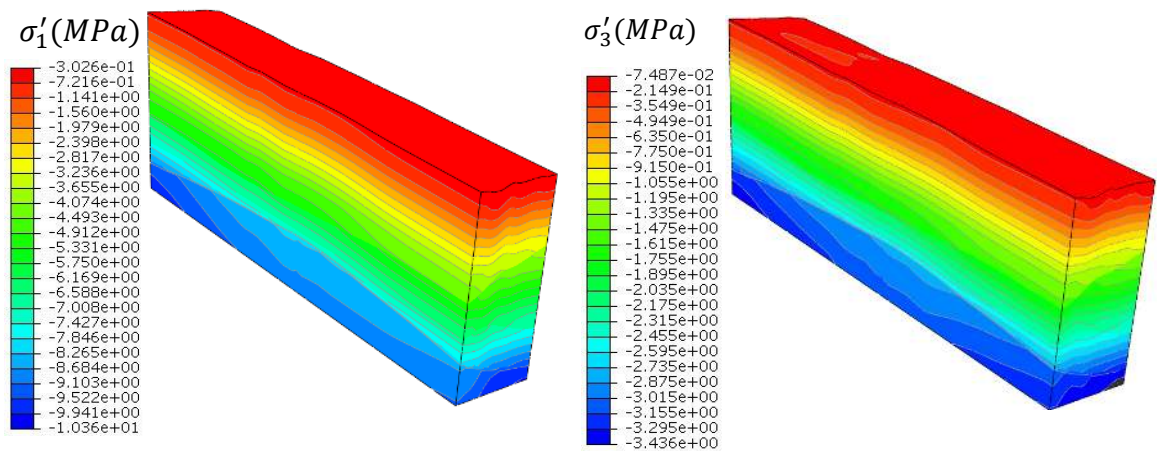 σ′₁(MPa)
-3.026e-01
-7.216e-01
-1.141e+00
-1.560e+00
-1.979e+00
-2.398e+00
-2.817e+00
-3.236e+00
-3.655e+00
-4.074e+00
-4.493e+00
-4.912e+00
-5.331e+00
-5.750e+00
-6.169e+00
-6.588e+00
-7.008e+00
-7.427e+00
-7.846e+00
-8.265e+00
-8.684e+00
-9.103e+00
-9.522e+00
-9.941e+00
-1.036e+01
σ′₃(MPa)
-7.487e-02
-2.149e-01
-3.549e-01
-4.949e-01
-6.350e-01
-7.750e-01
-9.150e-01
-1.055e+00
-1.195e+00
-1.335e+00
-1.475e+00
-1.615e+00
-1.755e+00
-1.895e+00
-2.035e+00
-2.175e+00
-2.315e+00
-2.455e+00
-2.595e+00
-2.735e+00
-2.875e+00
-3.015e+00
-3.155e+00
-3.295e+00
-3.436e+00